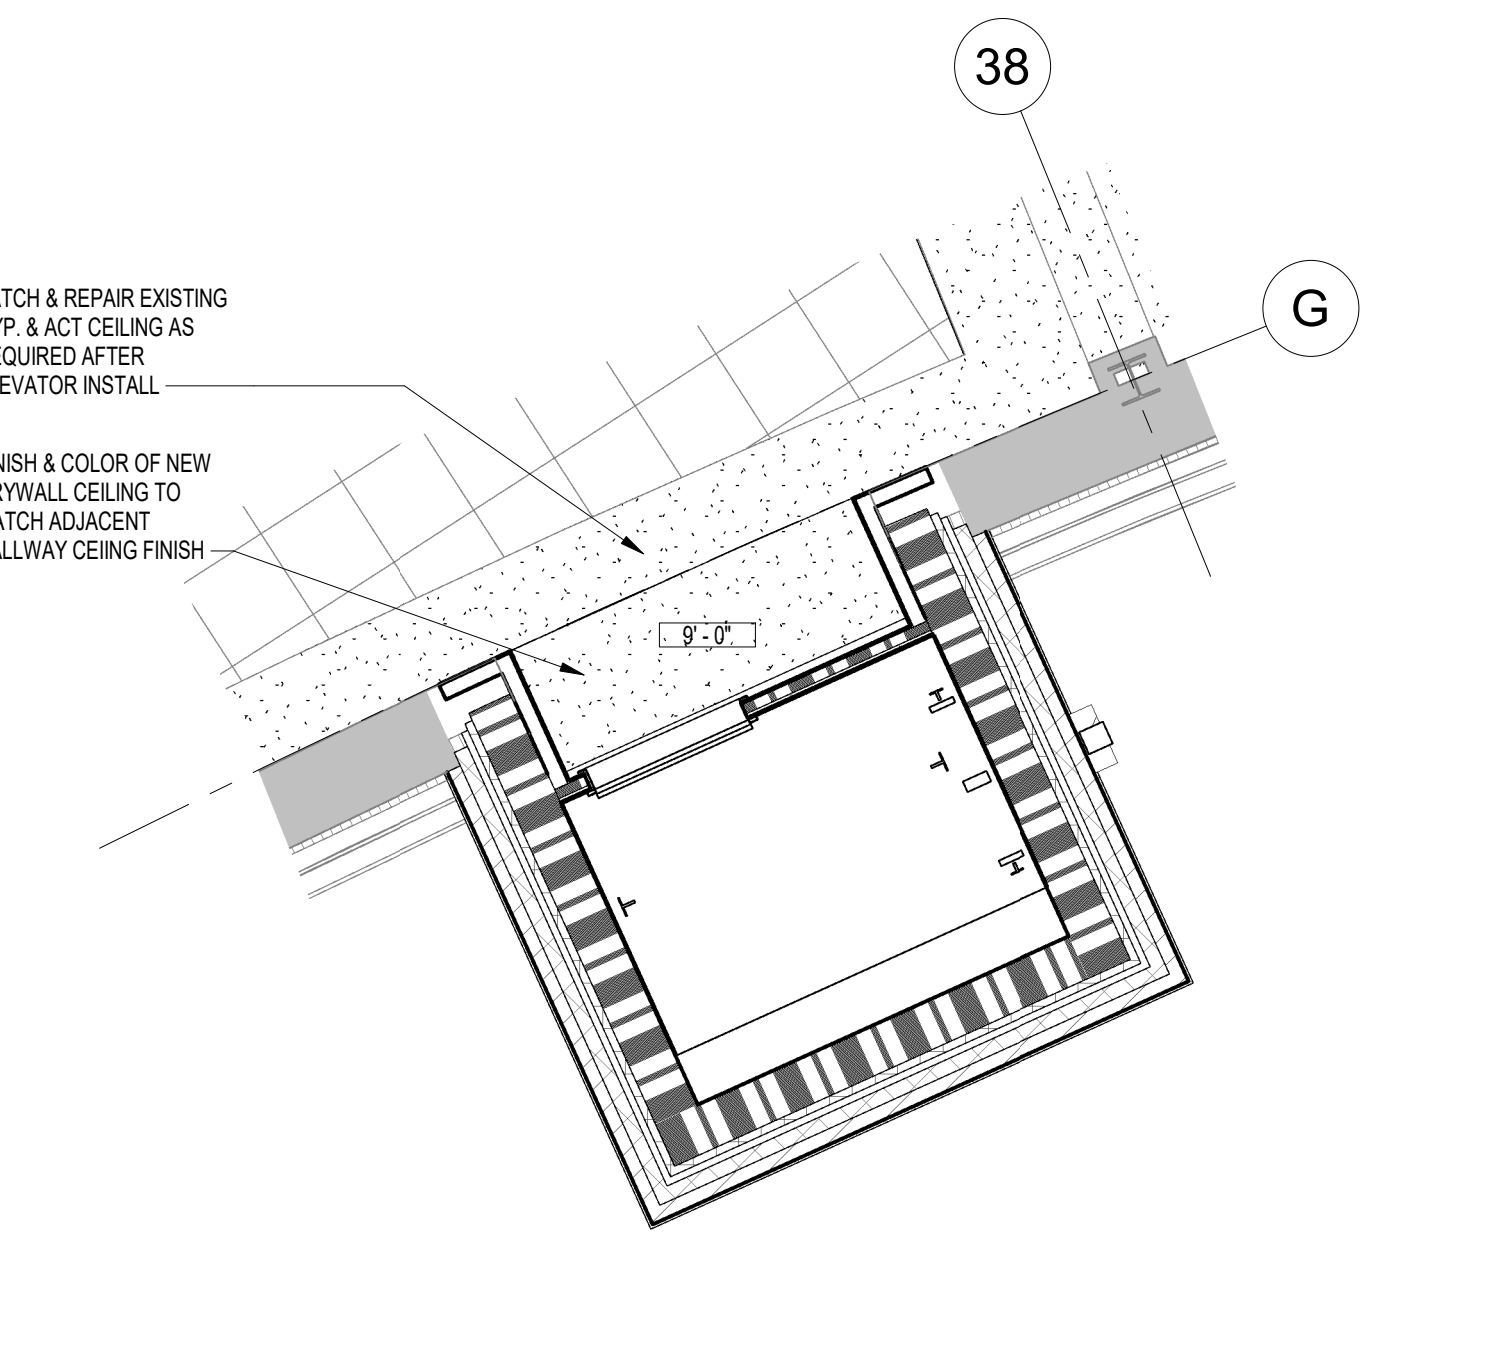 38
G
ATCH & REPAIR EXISTING
YP. & ACT CEILING AS
EQUIRED AFTER
EVATOR INSTALL
NISH & COLOR OF NEW
RYWALL CEILING TO
ATCH ADJACENT
ALLWAY CEIING FINISH
9' - 0"